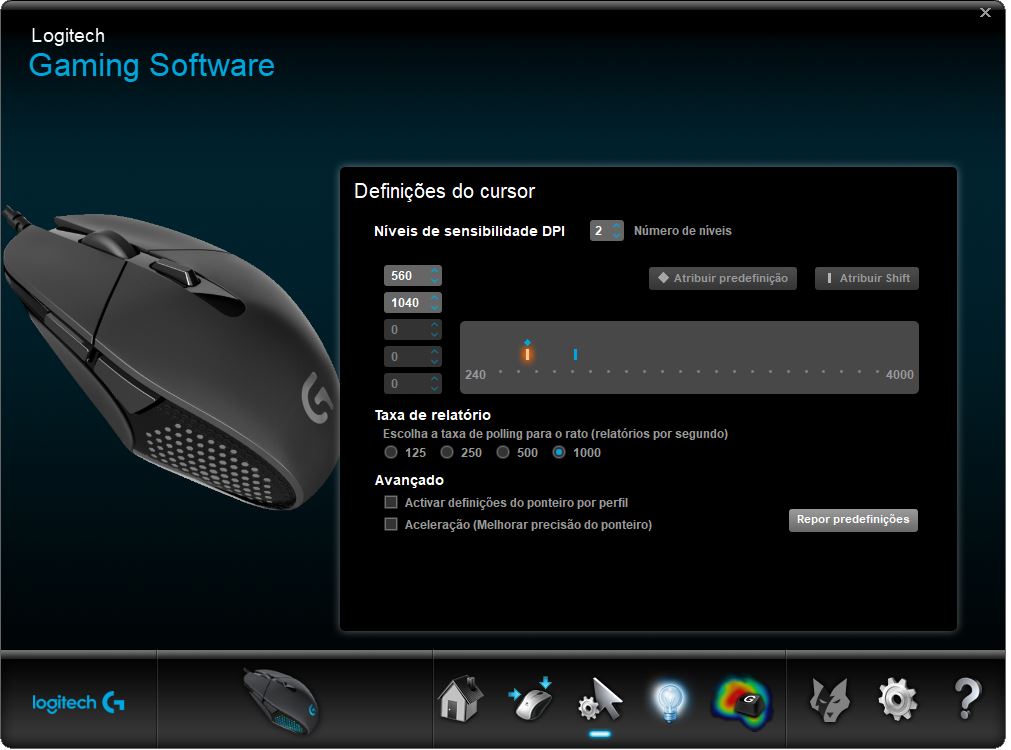 Logitech
Gaming Software
Definições do cursor
Níveis de sensibilidade DPI 2 Número de níveis
560
Atribuir predefinição Atribuir Shift
1040
0
0
240 4000
0
Taxa de relatório
Escolha a taxa de polling para o rato (relatórios por segundo)
125 250 500 1000
Avançado
Activar definições do ponteiro por perfil
Aceleração (Melhorar precisão do ponteiro)
Repor predefinições
logitech G